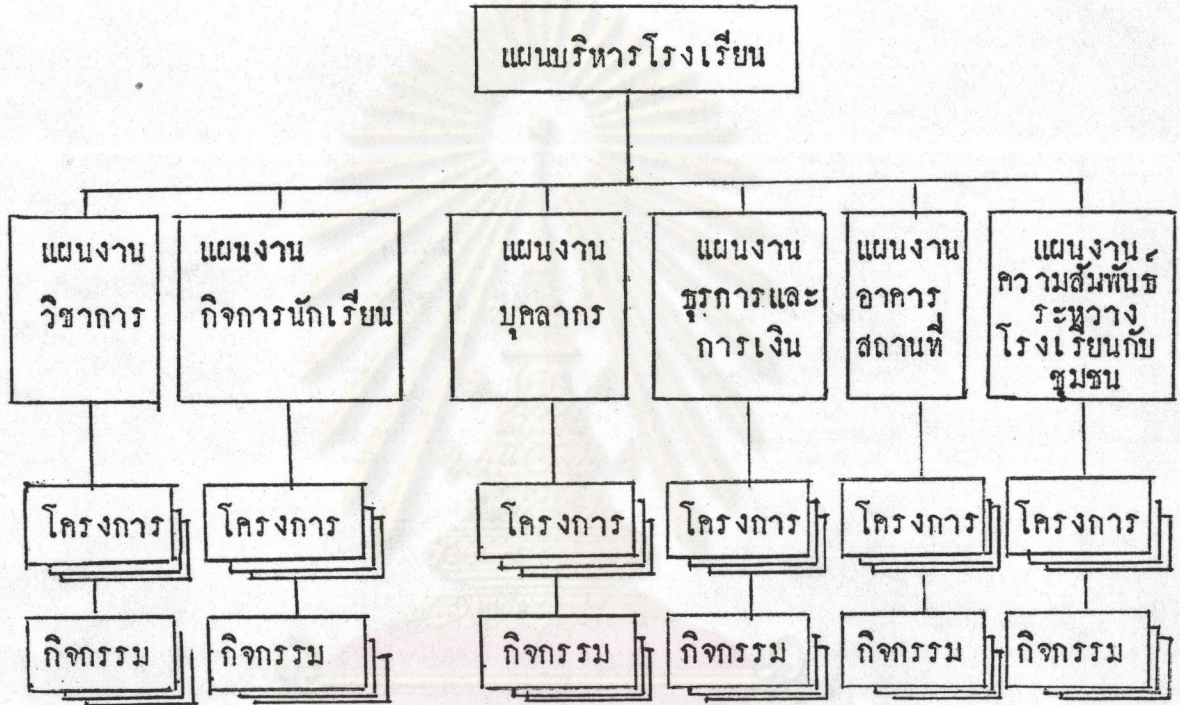 แผนบริหารโรงเรียน
แผนงาน
วิชาการ
แผนงาน
กิจการนักเรียน
แผนงาน
บุคลากร
แผนงาน
ธุรการและ
การเงิน
แผนงาน
อาคาร
สถานที่
แผนงาน
ความสัมพันธ์
ระหวาง
โรงเรียนกับ
ชุมชน
โครงการ
โครงการ
โครงการ
โครงการ
โครงการ
โครงการ
กิจกรรม
กิจกรรม
กิจกรรม
กิจกรรม
กิจกรรม
กิจกรรม